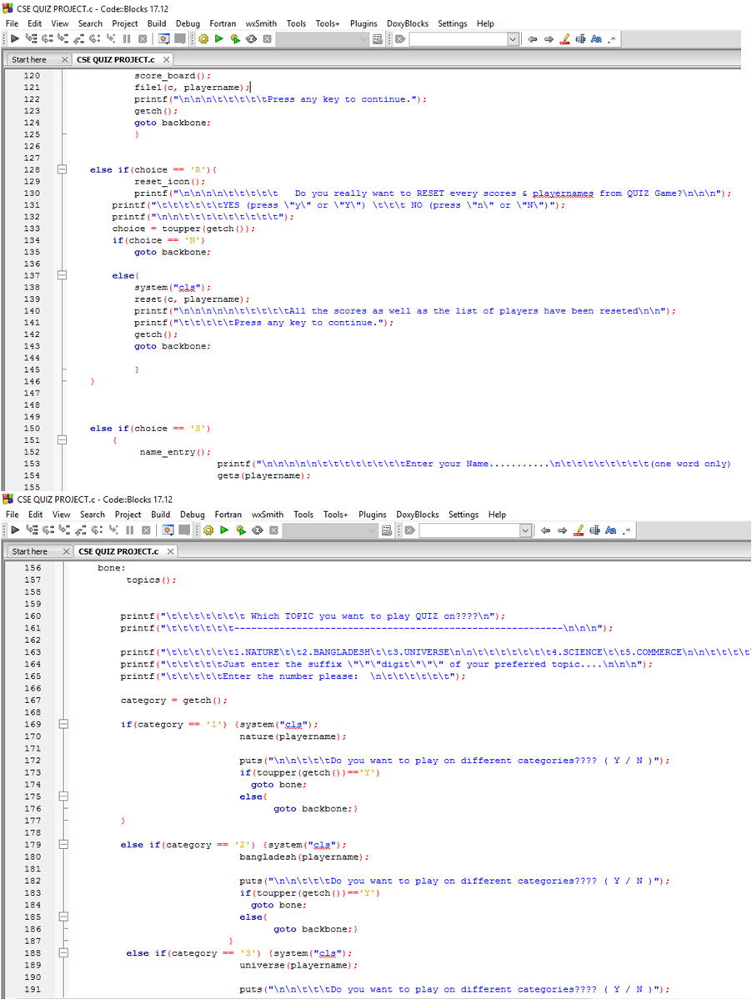 CSE QUIZ PROJECT.c - Code::Blocks 17.12
File Edit View Search Project Build Debug Fortran wxSmith Tools Tools+ Plugins DoxyBlocks Settings Help
Start here CSE QUIZ PROJECT.c
120 score_board();
121 file1(c, playername);
122 printf("\n\n\n\t\t\t\t\tPress any key to continue.");
123 getch();
124 goto backbone;
125 }
126
127
128 else if(choice == 'R'){
129 reset_icon();
130 printf("\n\n\n\n\t\t\t\t\t   Do you really want to RESET every scores & playernames from QUIZ Game?\n\n\n");
131 printf("\t\t\t\t\t\tYES (press \"y\" or \"Y\") \t\t\t NO (press \"n\" or \"N\")");
132 printf("\n\n\t\t\t\t\t\t\t\t\t");
133 choice = toupper(getch());
134 if(choice == 'N')
135 goto backbone;
136
137 else{
138 system("cls");
139 reset(c, playername);
140 printf("\n\n\n\n\n\t\t\t\t\tAll the scores as well as the list of players have been reseted\n\n");
141 printf("\t\t\t\t\tPress any key to continue.");
142 getch();
143 goto backbone;
144
145 }
146 }
147
148
149
150 else if(choice == 'S')
151 {
152 name_entry();
153 printf("\n\n\n\n\n\t\t\t\t\t\t\t\tEnter your Name...........\n\t\t\t\t\t\t\t\t(one word only)
154 gets(playername);
155
CSE QUIZ PROJECT.c - Code::Blocks 17.12
File Edit View Search Project Build Debug Fortran wxSmith Tools Tools+ Plugins DoxyBlocks Settings Help
Start here CSE QUIZ PROJECT.c
156 bone:
157 topics();
158
159
160 printf("\t\t\t\t\t\t\t Which TOPIC you want to play QUIZ on????\n");
161 printf("\t\t\t\t\t\t-----------------------------------------------------------\n\n\n");
162
163 printf("\t\t\t\t\t\t1.NATURE\t\t2.BANGLADESH\t\t3.UNIVERSE\n\n\t\t\t\t\t\t\t4.SCIENCE\t\t5.COMMERCE\n\n\t\t\t\t
164 printf("\t\t\t\t\tJust enter the suffix \"\"\"digit\"\"\" of your preferred topic....\n\n\n");
165 printf("\t\t\t\t\tEnter the number please:  \n\t\t\t\t\t\t");
166
167 category = getch();
168
169 if(category == '1') {system("cls");
170 nature(playername);
171
172 puts("\n\n\t\t\tDo you want to play on different categories???? ( Y / N )");
173 if(toupper(getch())=='Y')
174 goto bone;
175 else{
176 goto backbone;}
177 }
178
179 else if(category == '2') {system("cls");
180 bangladesh(playername);
181
182 puts("\n\n\t\t\tDo you want to play on different categories???? ( Y / N )");
183 if(toupper(getch())=='Y')
184 goto bone;
185 else{
186 goto backbone;}
187 }
188 else if(category == '3') {system("cls");
189 universe(playername);
190
191 puts("\n\n\t\t\tDo you want to play on different categories???? ( Y / N )");